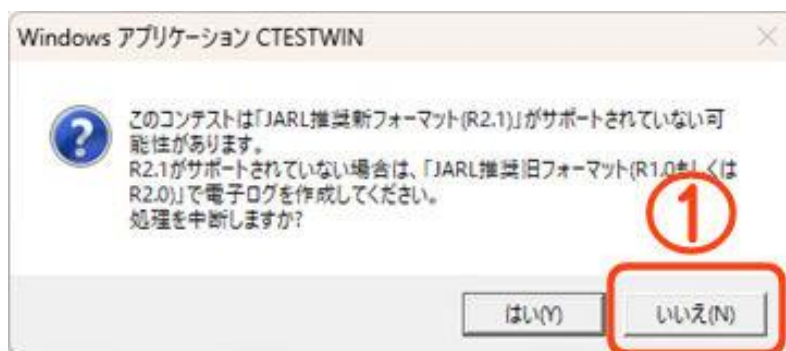 Windows アプリケーション CTESTWIN
このコンテストは「JARL推奨新フォーマット(R2.1)」がサポートされていない可
能性があります。
R2.1がサポートされていない場合は、「JARL推奨旧フォーマット(R1.0もしくは
R2.0)」で電子ログを作成してください。
処理を中断しますか?
①
はい(Y) いいえ(N)